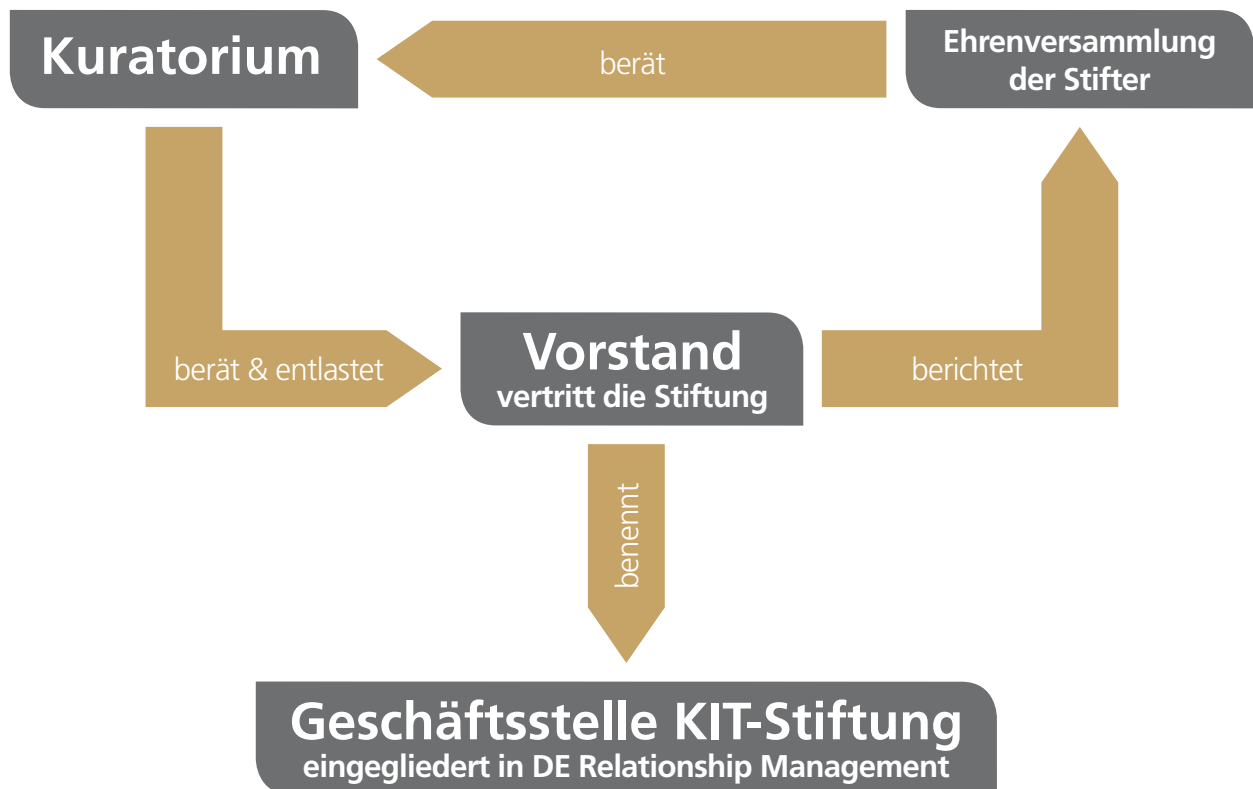 Kuratorium
berät
Ehrenversammlung
der Stifter
berät & entlastet
Vorstand
vertritt die Stiftung
berichtet
benennt
Geschäftsstelle KIT-Stiftung
eingegliedert in DE Relationship Management